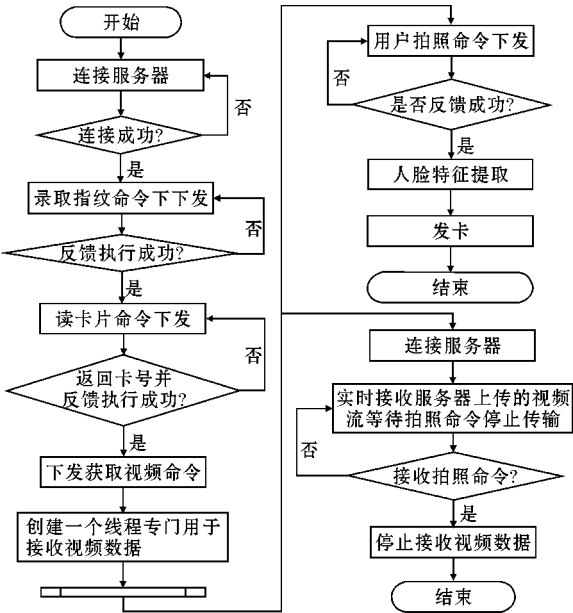 开始
连接服务器
否
连接成功?
是
录取指纹命令下下发
否
反馈执行成功?
是
读卡片命令下发
否
返回卡号并
反馈执行成功?
是
下发获取视频命令
创建一个线程专门用于
接收视频数据
用户拍照命令下发
否
是否反馈成功?
是
人脸特征提取
发卡
结束
连接服务器
实时接收服务器上传的视频
流等待拍照命令停止传输
否
接收拍照命令?
是
停止接收视频数据
结束